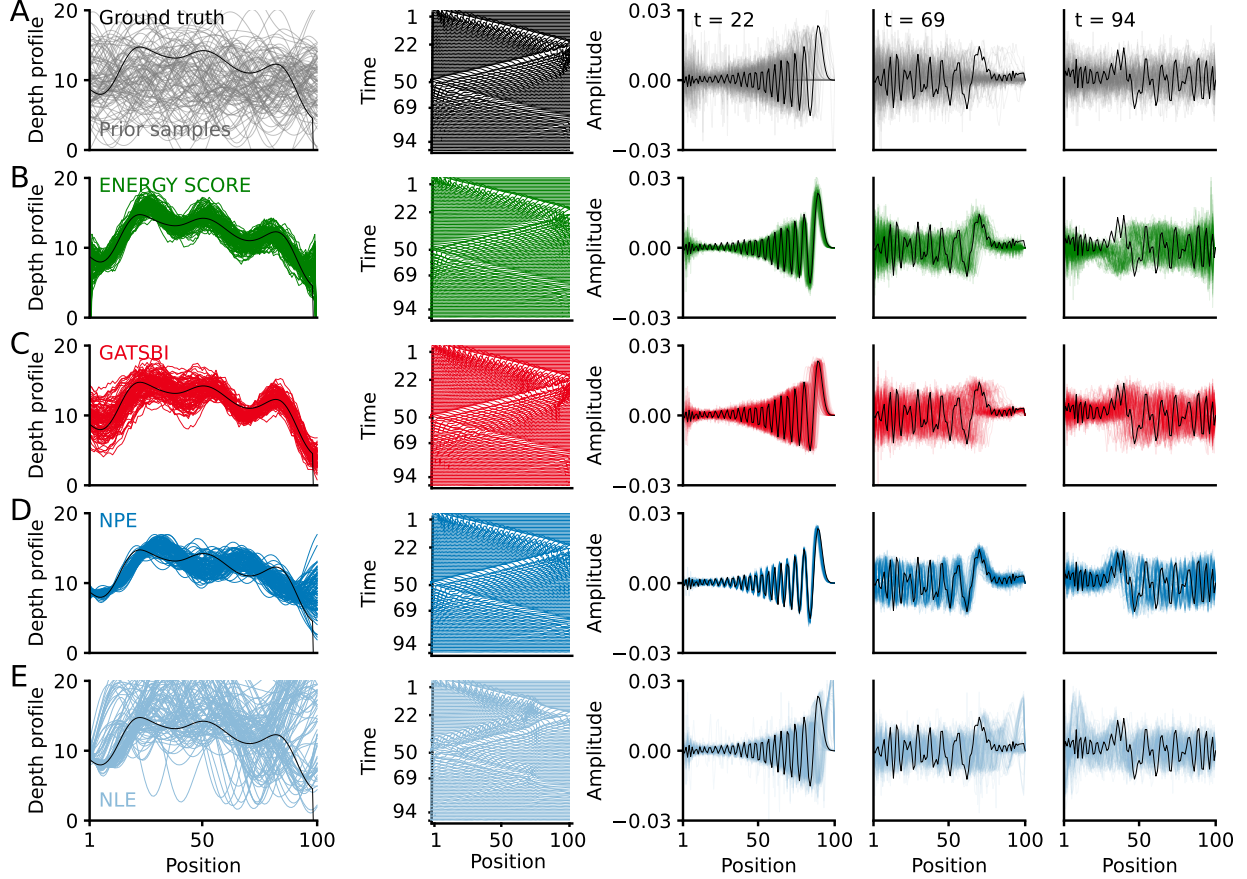 A
Ground truth
Prior samples
Depth profile
20
10
0
Time
1
22
50
69
94
Amplitude
0.03
0.00
−0.03
t = 22
t = 69
t = 94
B
ENERGY SCORE
Depth profile
20
10
0
Time
1
22
50
69
94
Amplitude
0.03
0.00
−0.03
C
GATSBI
Depth profile
20
10
0
Time
1
22
50
69
94
Amplitude
0.03
0.00
−0.03
D
NPE
Depth profile
20
10
0
Time
1
22
50
69
94
Amplitude
0.03
0.00
−0.03
E
NLE
Depth profile
20
10
0
Time
1
22
50
69
94
Amplitude
0.03
0.00
−0.03
1 50 100
Position
1 50 100
Position
1 50 100
Position
1 50 100
Position
1 50 100
Position